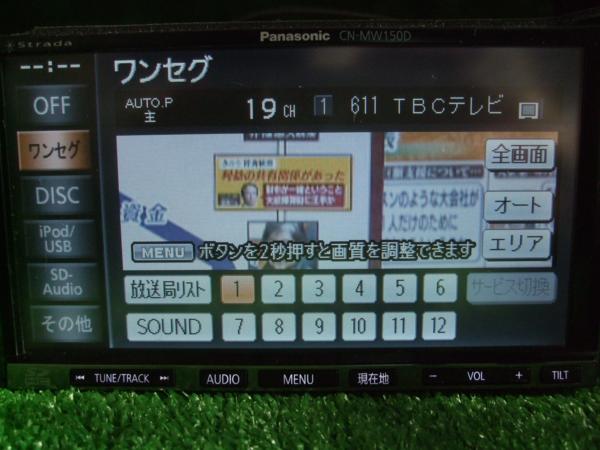 Strada
Panasonic CN-MW150D
--:--
ワンセグ
OFF
AUTO.P
主
19 CH 1 611 TBCテレビ
ワンセグ
全画面
DISC
オート
資金
iPod/
USB
MENU ボタンを2秒押すと画質を調整できます
エリア
SD-
Audio
放送局リスト 1 2 3 4 5 6 サービス切換
その他
SOUND 7 8 9 10 11 12
TUNE/TRACK AUDIO MENU 現在地 − VOL + TILT